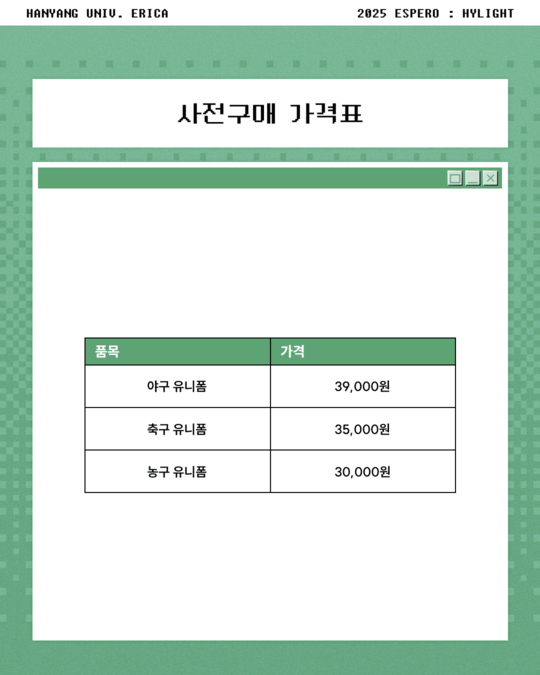 HANYANG UNIV. ERICA
2025 ESPERO : HYLIGHT
사전구매 가격표
품목 가격
야구 유니폼 39,000원
축구 유니폼 35,000원
농구 유니폼 30,000원